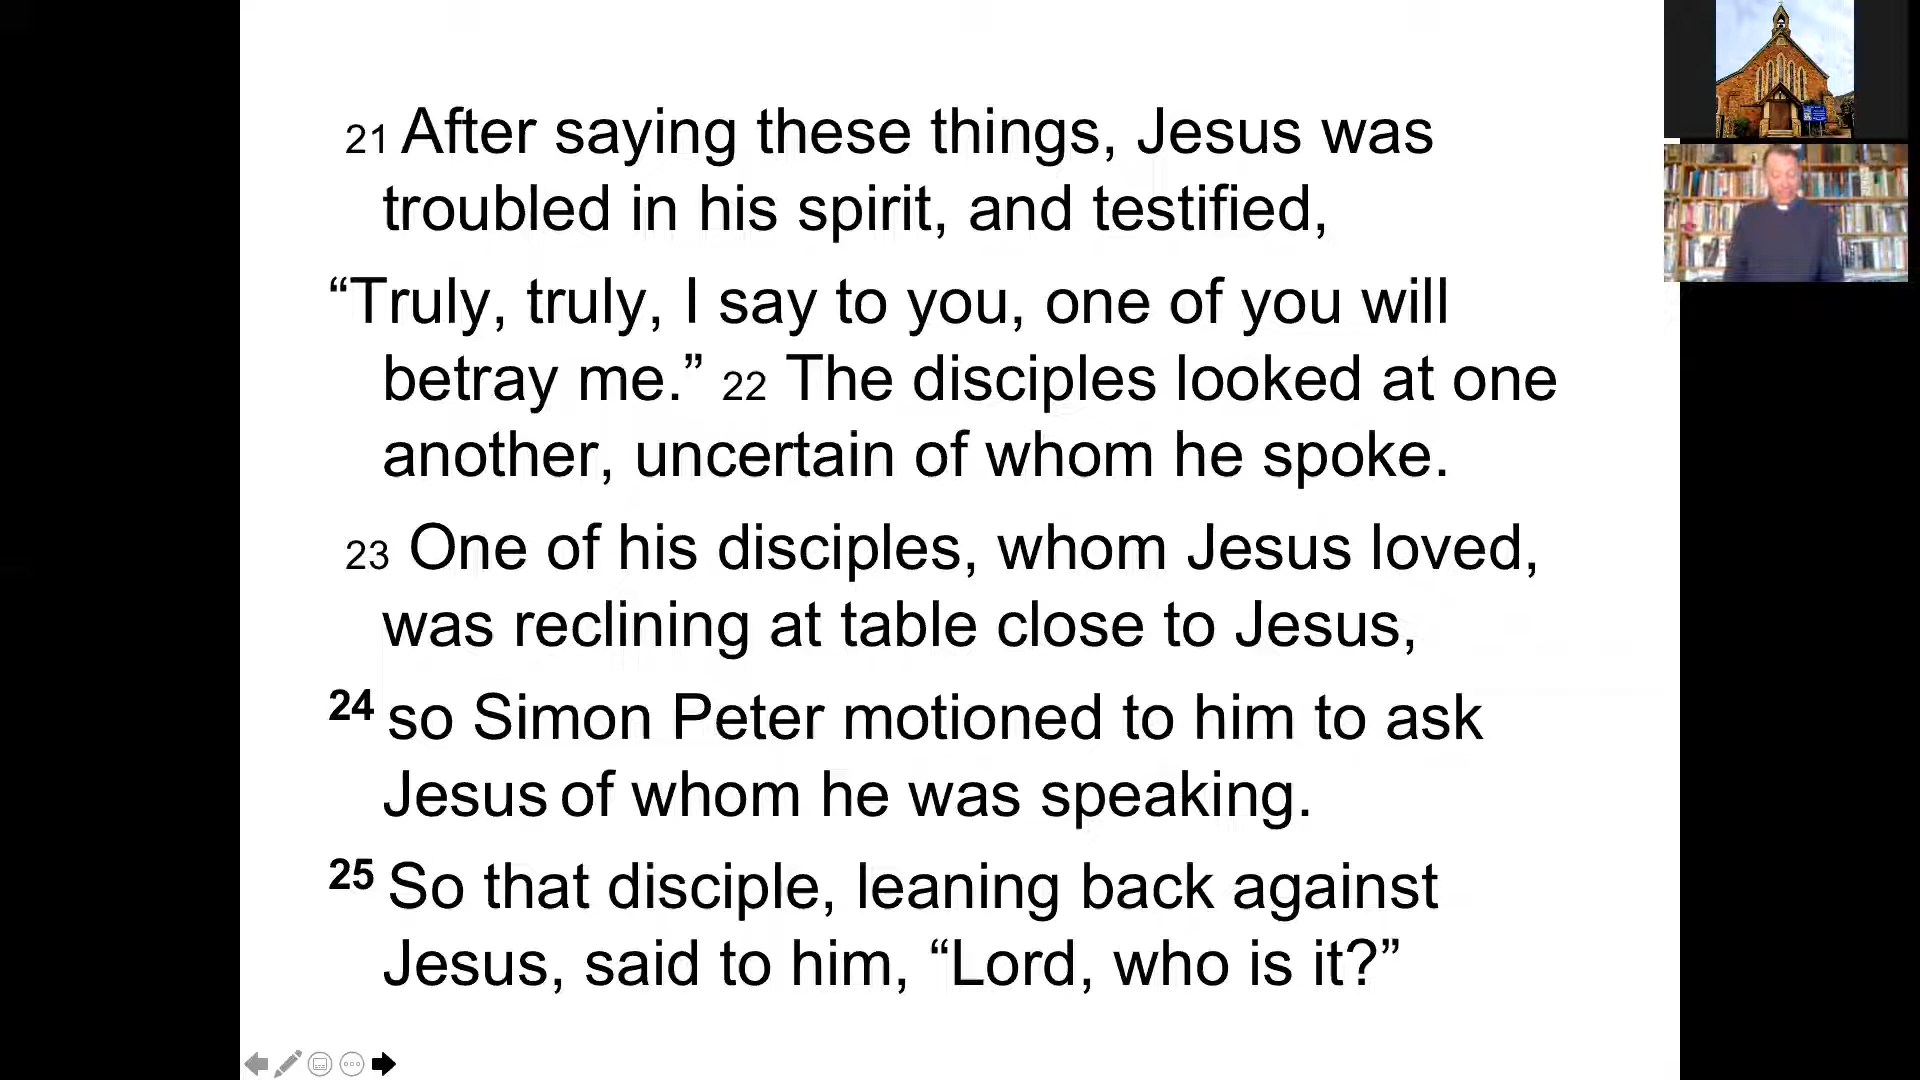 21 After saying these things, Jesus was
troubled in his spirit, and testified,
“Truly, truly, I say to you, one of you will
betray me.” 22 The disciples looked at one
another, uncertain of whom he spoke.
23 One of his disciples, whom Jesus loved,
was reclining at table close to Jesus,
24 so Simon Peter motioned to him to ask
Jesus of whom he was speaking.
25 So that disciple, leaning back against
Jesus, said to him, “Lord, who is it?”